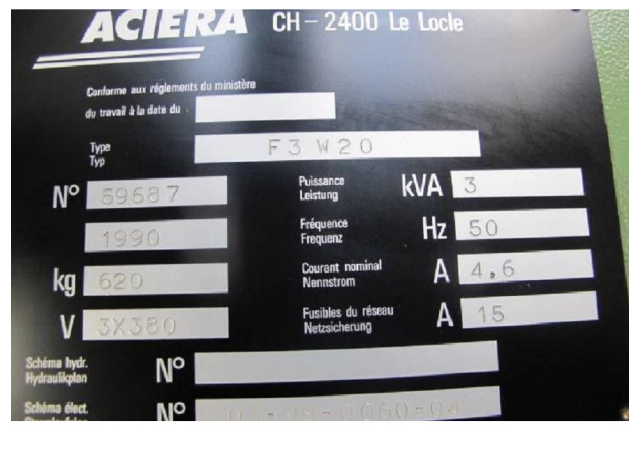 ACIERA CH-2400 Le Locle
Conforme aux réglements du ministère
du travail à la date du
Type
Typ
F3 W20
N° 59687
Puissance
Leistung
kVA 3
1990
Fréquence
Frequenz
Hz 50
kg 620
Courant nominal
Nennstrom
A 4,6
V 3X380
Fusibles du réseau
Netzsicherung
A 15
Schéma hydr.
Hydraulikplan
N°
Schéma élect.
N°